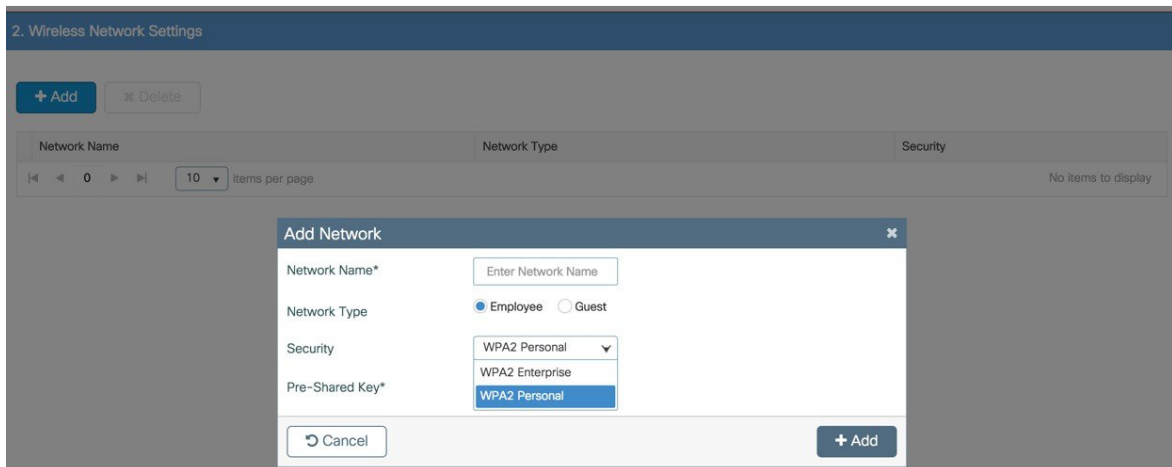 2. Wireless Network Settings
+ Add
✖ Delete
Network Name Network Type Security
0 10 items per page No items to display
Add Network ✖
Network Name* Enter Network Name
Network Type Employee Guest
Security WPA2 Personal
WPA2 Enterprise
Pre-Shared Key*
WPA2 Personal
Cancel + Add